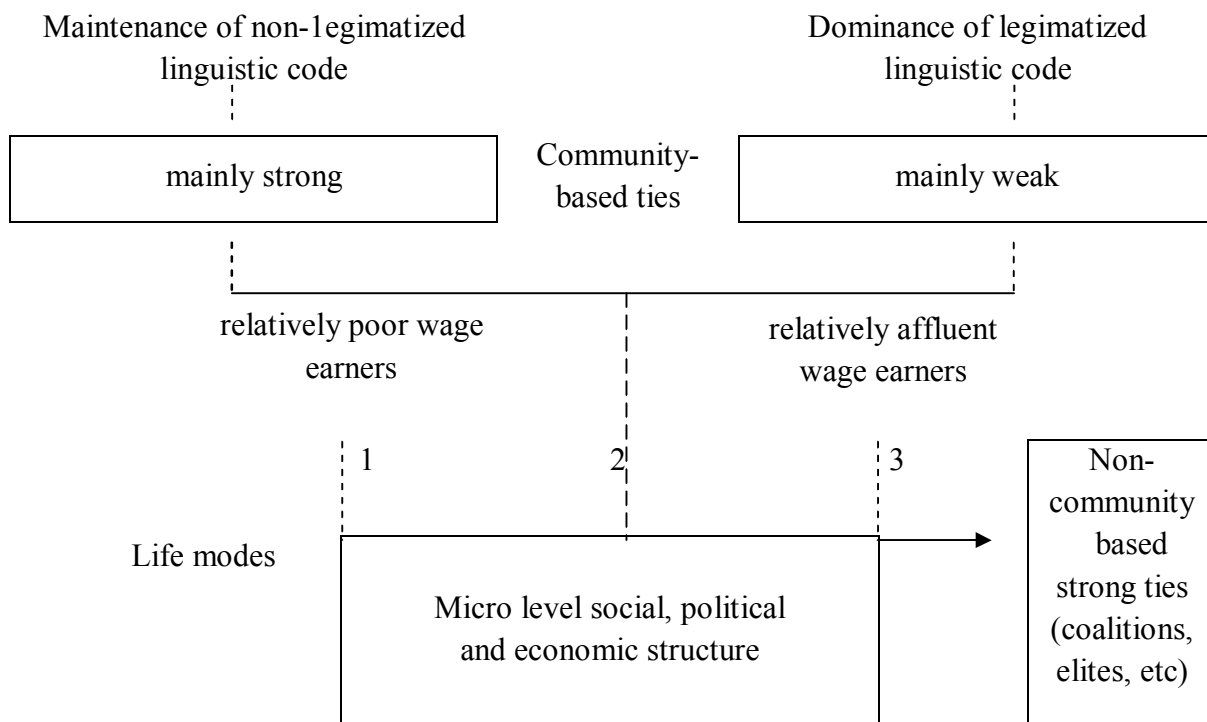 Maintenance of non-1egimatized
linguistic code
Dominance of legimatized
linguistic code
mainly strong
Community-
based ties
mainly weak
relatively poor wage
earners
relatively affluent
wage earners
1
2
3
Life modes
Micro level social, political
and economic structure
Non-
community
based
strong ties
(coalitions,
elites, etc)